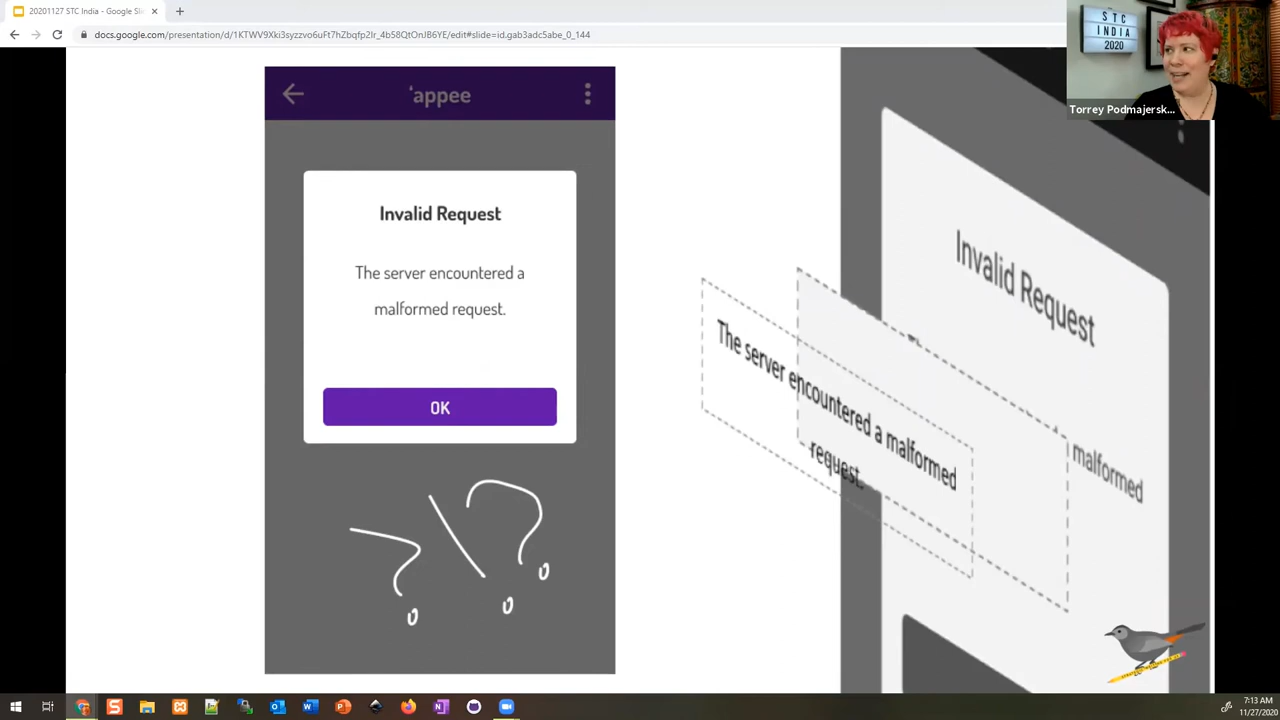 20201127 STC India - Google Sli
docs.google.com/presentation/d/1KTWV9Xki3syzzvo6uFt7hZbqfp2Ir_4b58QtOnJB6YE/edit#slide=id.gab3adc5abe_0_144
STC
INDIA
2020
Torrey Podmajersk...
'appee
Invalid Request
The server encountered a
malformed request.
OK
?\?
Invalid Request
The server encountered a malformed
request.
malformed
7:13 AM
11/27/2020